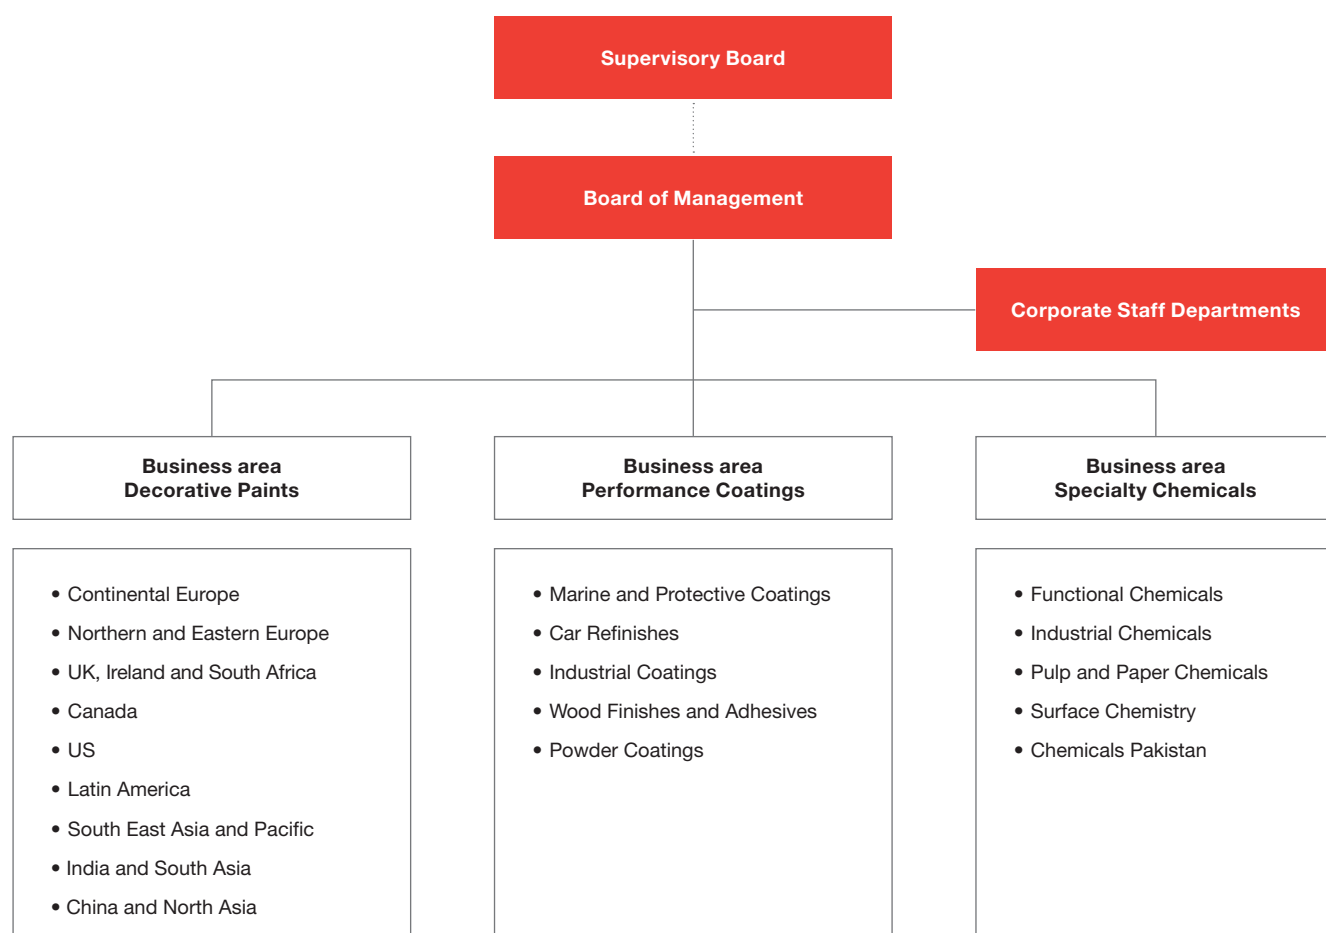 Supervisory Board
Board of Management
Corporate Staff Departments
Business area
Decorative Paints
Business area
Performance Coatings
Business area
Specialty Chemicals
• Continental Europe
• Northern and Eastern Europe
• UK, Ireland and South Africa
• Canada
• US
• Latin America
• South East Asia and Pacific
• India and South Asia
• China and North Asia
• Marine and Protective Coatings
• Car Refinishes
• Industrial Coatings
• Wood Finishes and Adhesives
• Powder Coatings
• Functional Chemicals
• Industrial Chemicals
• Pulp and Paper Chemicals
• Surface Chemistry
• Chemicals Pakistan